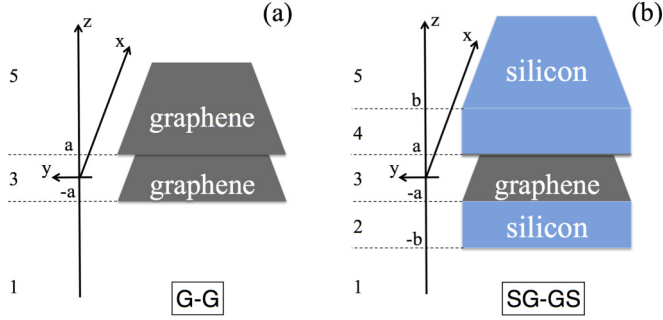 (a)
z
x
5
graphene
a
y
3
-a
graphene
1
G-G
(b)
z
x
5
silicon
b
4
a
y
3
-a
graphene
2
silicon
-b
1
SG-GS